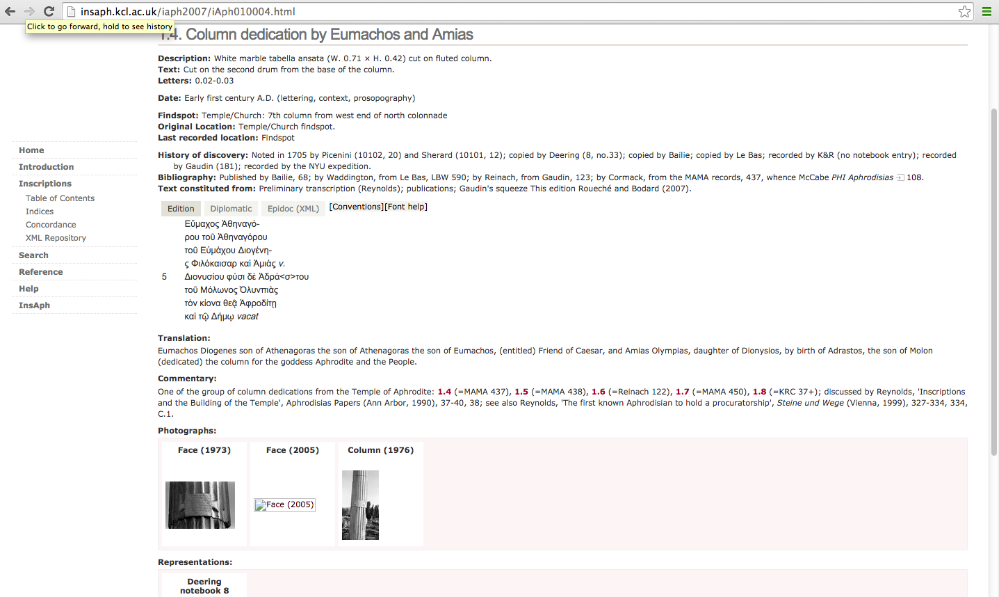 insaph.kcl.ac.uk/iaph2007/iAph010004.html
Click to go forward, hold to see history
1.4. Column dedication by Eumachos and Amias
Description: White marble tabella ansata (W. 0.71 × H. 0.42) cut on fluted column.
Text: Cut on the second drum from the base of the column.
Letters: 0.02-0.03
Date: Early first century A.D. (lettering, context, prosopography)
Findspot: Temple/Church: 7th column from west end of north colonnade
Original Location: Temple/Church findspot.
Last recorded location: Findspot
History of discovery: Noted in 1705 by Picenini (10102, 20) and Sherard (10101, 12); copied by Deering (8, no.33); copied by Bailie; copied by Le Bas; recorded by K&R (no notebook entry); recorded
by Gaudin (181); recorded by the NYU expedition.
Bibliography: Published by Bailie, 68; by Waddington, from Le Bas, LBW 590; by Reinach, from Gaudin, 123; by Cormack, from the MAMA records, 437, whence McCabe PHI Aphrodisias 108.
Text constituted from: Preliminary transcription (Reynolds); publications; Gaudin's squeeze This edition Roueché and Bodard (2007).
Home
Introduction
Inscriptions
Table of Contents
Indices
Concordance
XML Repository
Search
Reference
Help
InsAph
Edition Diplomatic Epidoc (XML) [Conventions][Font help]
Εὔμαχος Ἀθηναγό-
ρου τοῦ Ἀθηναγόρου
τοῦ Εὐμάχου Διογένη-
ς Φιλόκαισαρ καὶ Ἀμιὰς v.
5 Διονυσίου φύσι δὲ Ἀδρά<σ>του
τοῦ Μόλωνος Ὀλυνπιὰς
τὸν κίονα θεᾷ Ἀφροδίτῃ
καὶ τῷ Δήμῳ vacat
Translation:
Eumachos Diogenes son of Athenagoras the son of Athenagoras the son of Eumachos, (entitled) Friend of Caesar, and Amias Olympias, daughter of Dionysios, by birth of Adrastos, the son of Molon
(dedicated) the column for the goddess Aphrodite and the People.
Commentary:
One of the group of column dedications from the Temple of Aphrodite: 1.4 (=MAMA 437), 1.5 (=MAMA 438), 1.6 (=Reinach 122), 1.7 (=MAMA 450), 1.8 (=KRC 37+); discussed by Reynolds, 'Inscriptions
and the Building of the Temple', Aphrodisias Papers (Ann Arbor, 1990), 37-40, 38; see also Reynolds, 'The first known Aphrodisian to hold a procuratorship', Steine und Wege (Vienna, 1999), 327-334, 334,
C.1.
Photographs:
Face (1973) Face (2005) Column (1976)
Face (2005)
Representations:
Deering
notebook 8